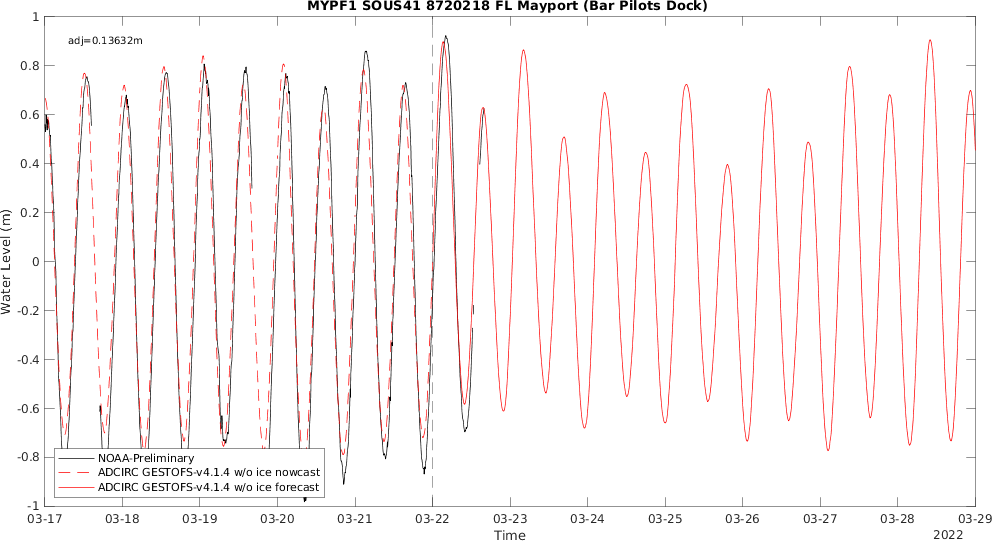 MYPF1 SOUS41 8720218 FL Mayport (Bar Pilots Dock)
adj=0.13632m
1
0.8
0.6
0.4
0.2
0
-0.2
-0.4
-0.6
-0.8
-1
Water Level (m)
NOAA-Preliminary
ADCIRC GESTOFS-v4.1.4 w/o ice nowcast
ADCIRC GESTOFS-v4.1.4 w/o ice forecast
03-17 03-18 03-19 03-20 03-21 03-22 03-23 03-24 03-25 03-26 03-27 03-28 03-29
Time
2022